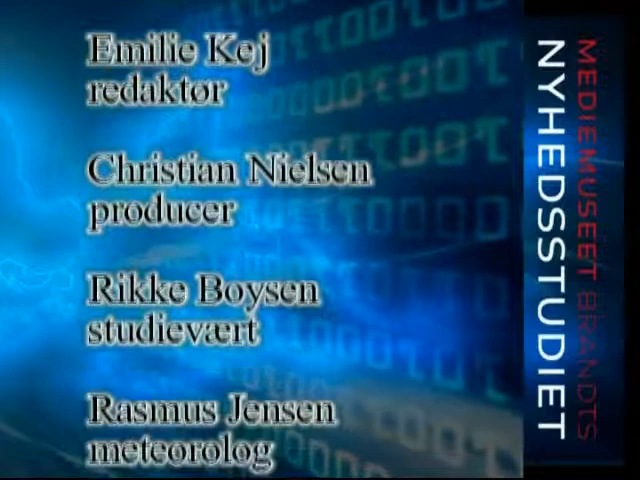 Emilie Kej
redaktør
Christian Nielsen
producer
Rikke Boysen
studievært
Rasmus Jensen
meteorolog
MEDIEMUSEET BRANDTS
NYHEDSSTUDIET